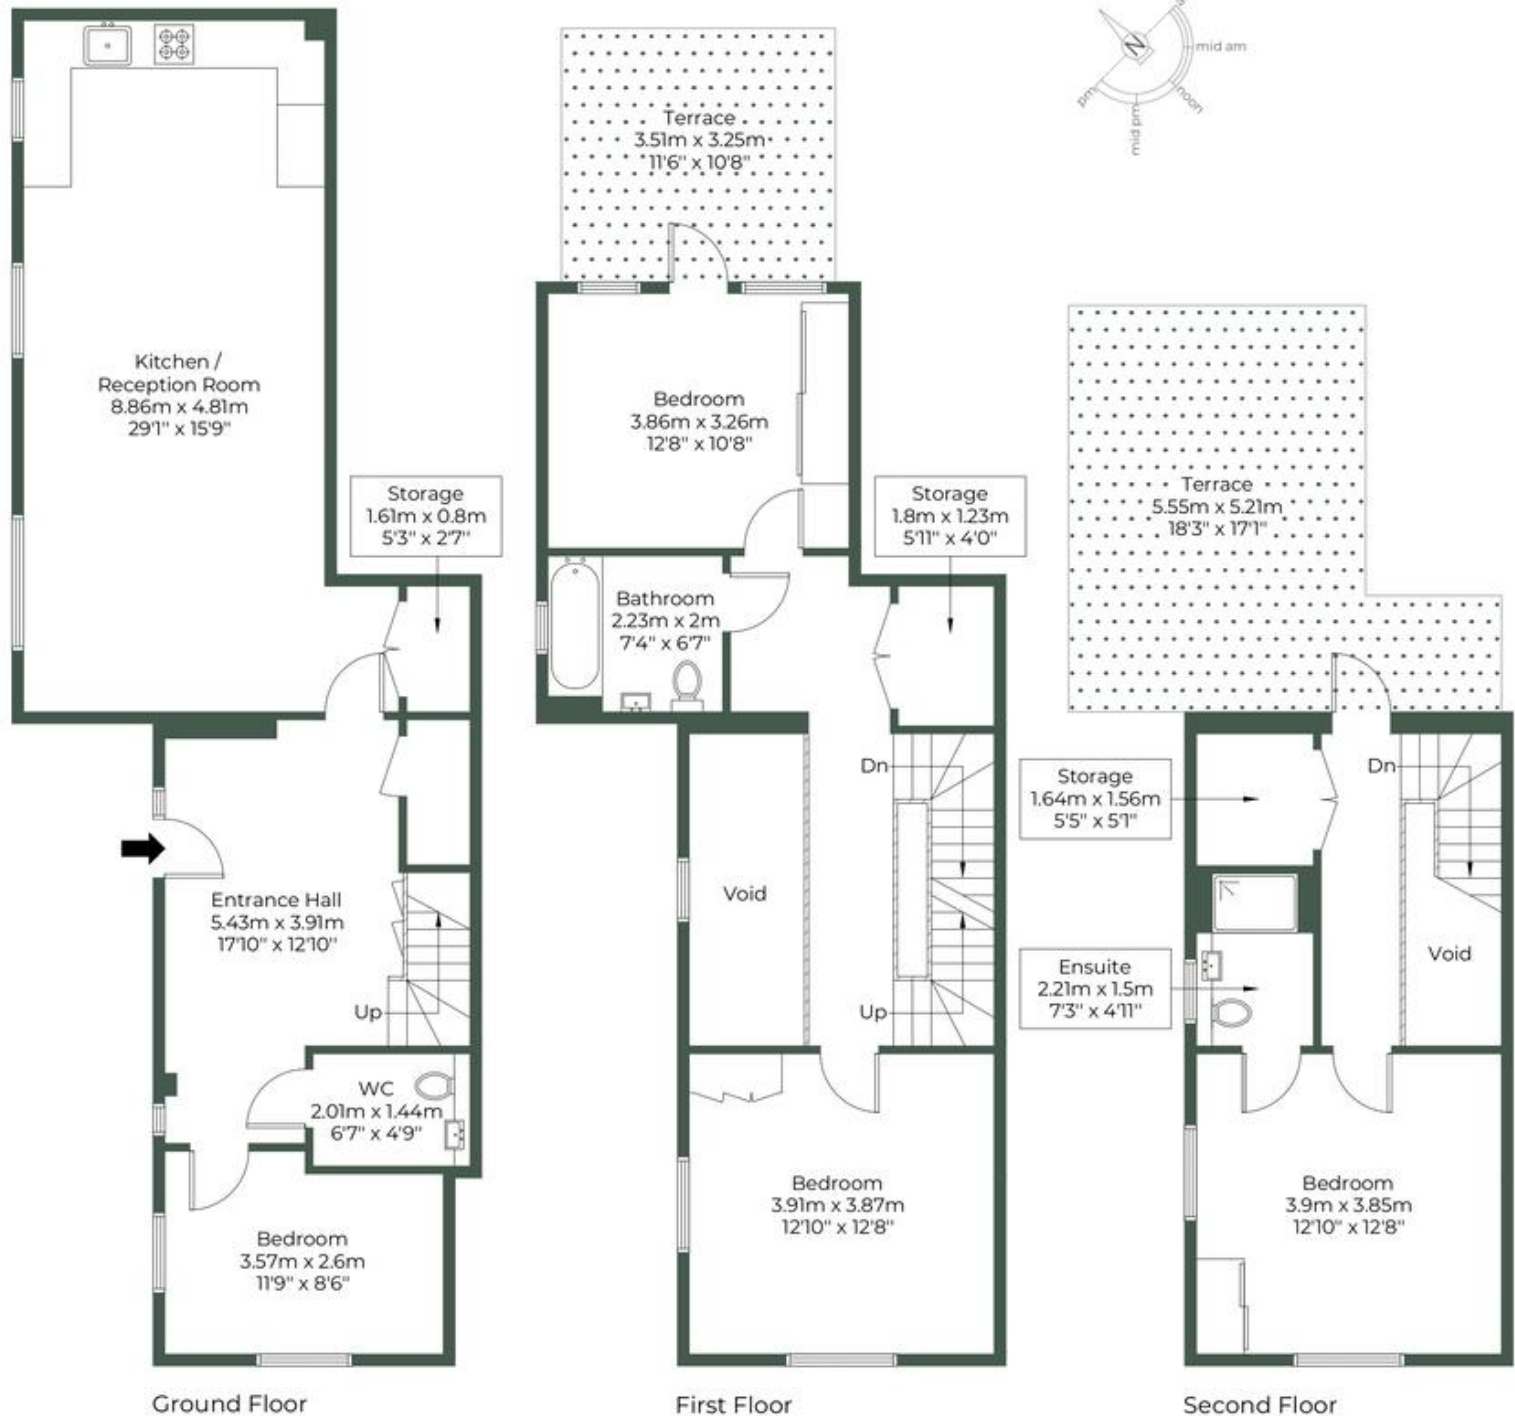 N
mid am
noon
mid pm
pm
Kitchen /
Reception Room
8.86m x 4.81m
29'1" x 15'9"
Storage
1.61m x 0.8m
5'3" x 2'7"
Entrance Hall
5.43m x 3.91m
17'10" x 12'10"
Up
WC
2.01m x 1.44m
6'7" x 4'9"
Bedroom
3.57m x 2.6m
11'9" x 8'6"
Ground Floor
Terrace
3.51m x 3.25m
11'6" x 10'8"
Bedroom
3.86m x 3.26m
12'8" x 10'8"
Storage
1.8m x 1.23m
5'11" x 4'0"
Bathroom
2.23m x 2m
7'4" x 6'7"
Dn
Void
Up
Bedroom
3.91m x 3.87m
12'10" x 12'8"
First Floor
Terrace
5.55m x 5.21m
18'3" x 17'1"
Storage
1.64m x 1.56m
5'5" x 5'1"
Dn
Void
Ensuite
2.21m x 1.5m
7'3" x 4'11"
Bedroom
3.9m x 3.85m
12'10" x 12'8"
Second Floor